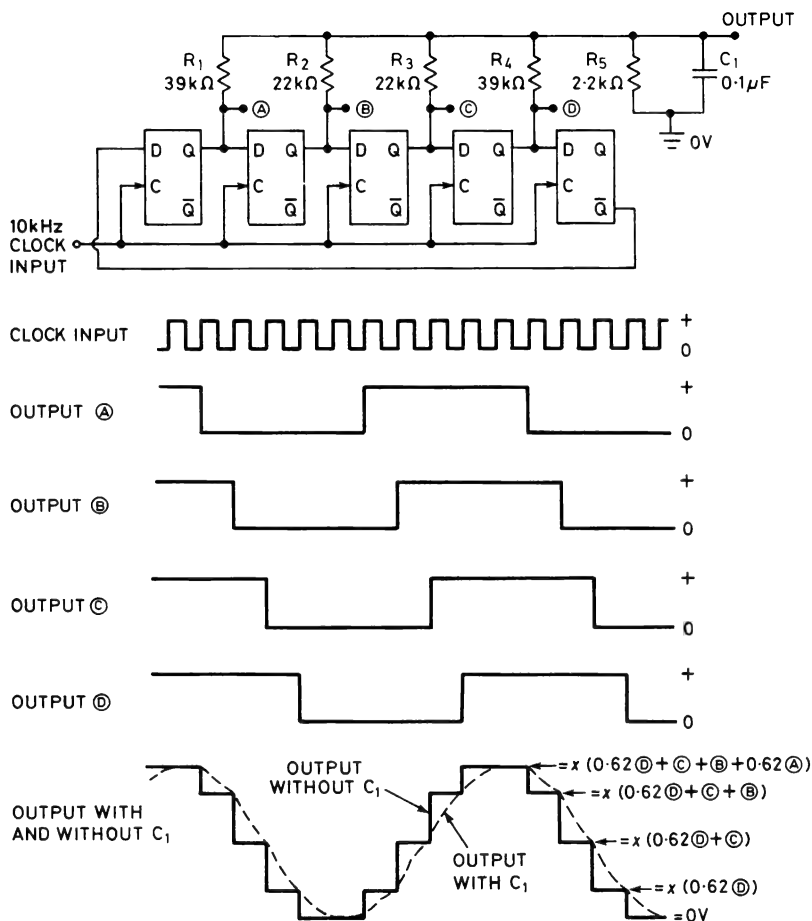 OUTPUT
R1 R2 R3 R4 R5 C1
39kΩ 22kΩ 22kΩ 39kΩ 2·2kΩ 0·1µF
Ⓐ Ⓑ Ⓒ Ⓓ
0V
D Q D Q D Q D Q D Q
C C C C C
Q̅ Q̅ Q̅ Q̅ Q̅
10kHz
CLOCK
INPUT
CLOCK INPUT + 0
OUTPUT Ⓐ + 0
OUTPUT Ⓑ + 0
OUTPUT Ⓒ + 0
OUTPUT Ⓓ + 0
OUTPUT WITH
AND WITHOUT C1
OUTPUT
WITHOUT C1
OUTPUT
WITH C1
=x(0·62Ⓓ+Ⓒ+Ⓑ+0·62Ⓐ)
=x(0·62Ⓓ+Ⓒ+Ⓑ)
=x(0·62Ⓓ+Ⓒ)
=x(0·62Ⓓ)
=0V